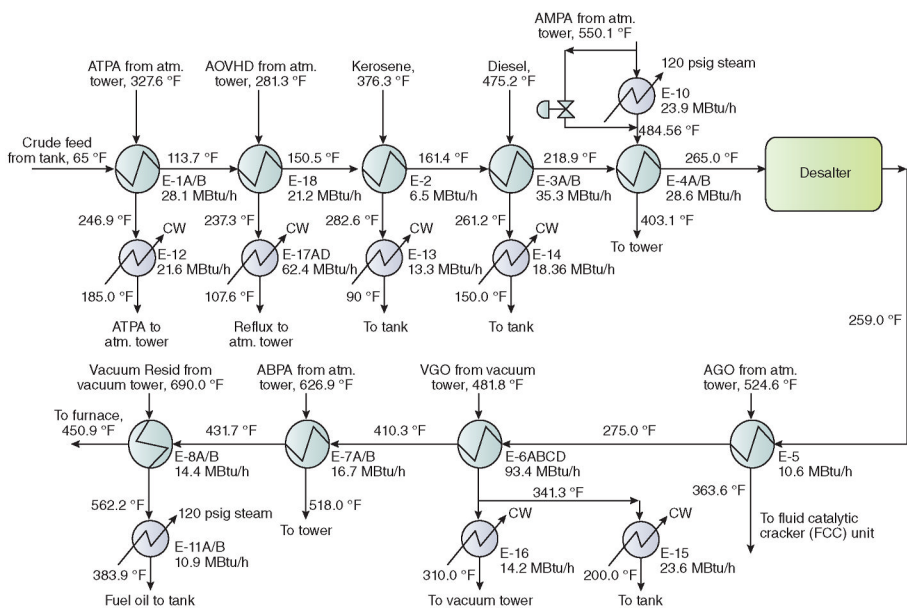 AMPA from atm.
tower, 550.1 °F
ATPA from atm.
tower, 327.6 °F
AOVHD from atm.
tower, 281.3 °F
Kerosene,
376.3 °F
Diesel,
475.2 °F
120 psig steam
E-10
23.9 MBtu/h
484.56 °F
Crude feed
from tank, 65 °F
113.7 °F
150.5 °F
161.4 °F
218.9 °F
265.0 °F
Desalter
E-1A/B
28.1 MBtu/h
E-18
21.2 MBtu/h
E-2
6.5 MBtu/h
E-3A/B
35.3 MBtu/h
E-4A/B
28.6 MBtu/h
246.9 °F
237.3 °F
282.6 °F
261.2 °F
403.1 °F
To tower
CW
CW
CW
CW
E-12
21.6 MBtu/h
E-17AD
62.4 MBtu/h
E-13
13.3 MBtu/h
E-14
18.36 MBtu/h
185.0 °F
107.6 °F
90 °F
150.0 °F
ATPA to
atm. tower
Reflux to
atm. tower
To tank
To tank
259.0 °F
Vacuum Resid from
vacuum tower, 690.0 °F
ABPA from atm.
tower, 626.9 °F
VGO from vacuum
tower, 481.8 °F
AGO from atm.
tower, 524.6 °F
To furnace,
450.9 °F
431.7 °F
410.3 °F
275.0 °F
E-8A/B
14.4 MBtu/h
E-7A/B
16.7 MBtu/h
E-6ABCD
93.4 MBtu/h
E-5
10.6 MBtu/h
562.2 °F
518.0 °F
To tower
341.3 °F
363.6 °F
120 psig steam
CW
CW
To fluid catalytic
cracker (FCC) unit
E-11A/B
10.9 MBtu/h
E-16
14.2 MBtu/h
E-15
23.6 MBtu/h
383.9 °F
310.0 °F
200.0 °F
Fuel oil to tank
To vacuum tower
To tank